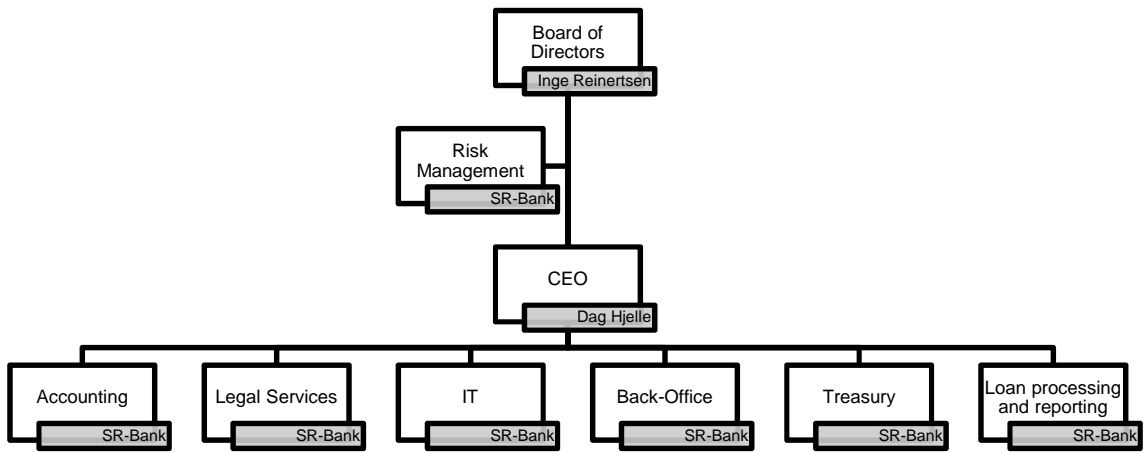 Board of
Directors
Inge Reinertsen
Risk
Management
SR-Bank
CEO
Dag Hjelle
Accounting
SR-Bank
Legal Services
SR-Bank
IT
SR-Bank
Back-Office
SR-Bank
Treasury
SR-Bank
Loan processing
and reporting
SR-Bank